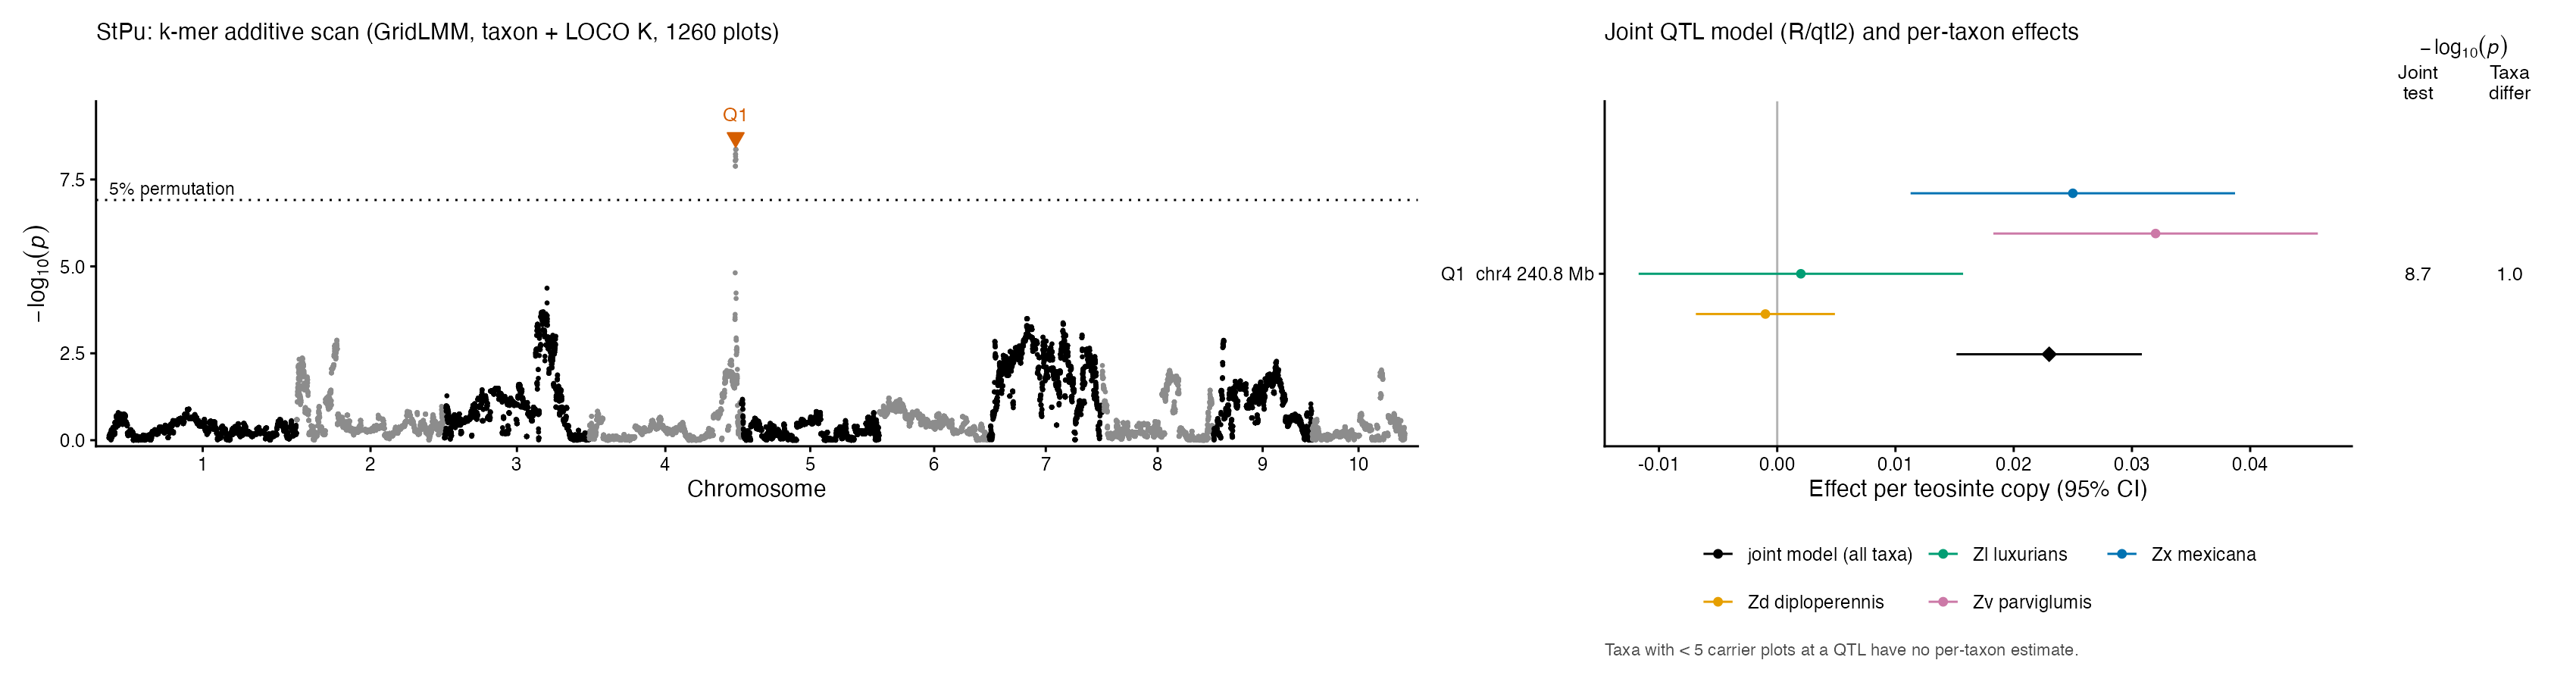 StPu: k-mer additive scan (GridLMM, taxon + LOCO K, 1260 plots)
Q1
5% permutation
7.5
5.0
2.5
0.0
−log10(p)
1 2 3 4 5 6 7 8 9 10
Chromosome
Joint QTL model (R/qtl2) and per-taxon effects
−log10(p)
Joint test
Taxa differ
Q1 chr4 240.8 Mb
8.7 1.0
-0.01 0.00 0.01 0.02 0.03 0.04
Effect per teosinte copy (95% CI)
joint model (all taxa) Zl luxurians Zx mexicana
Zd diploperennis Zv parviglumis
Taxa with < 5 carrier plots at a QTL have no per-taxon estimate.